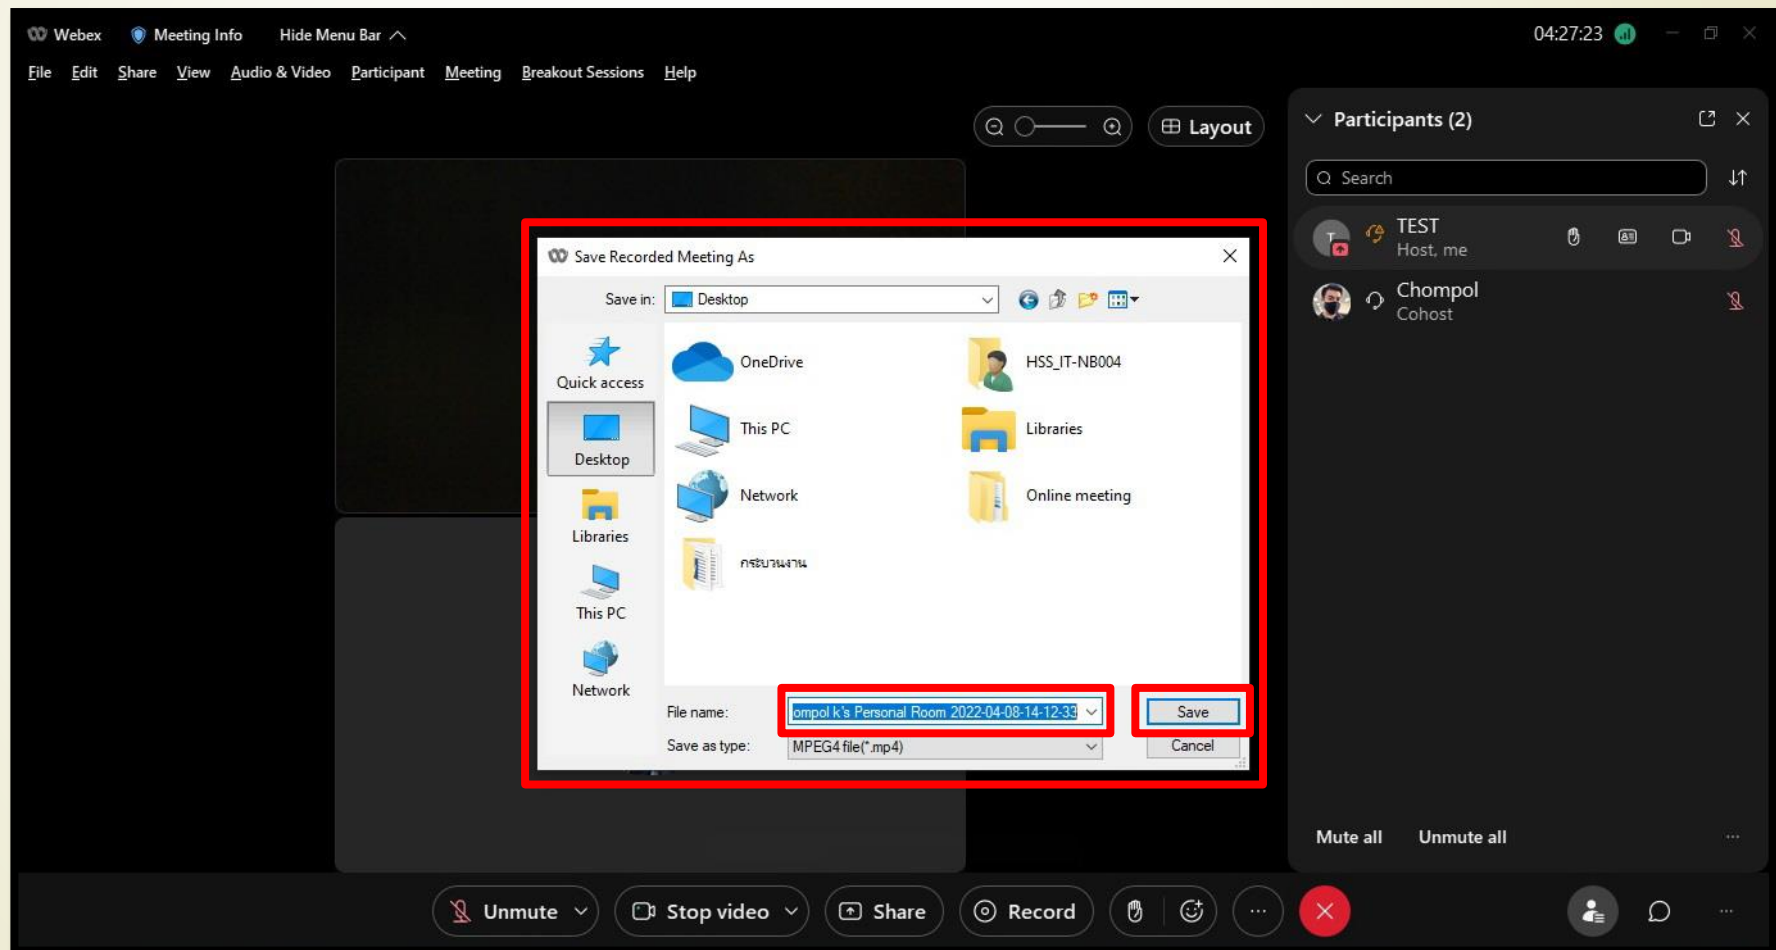 Webex Meeting Info Hide Menu Bar 04:27:23
File Edit Share View Audio & Video Participant Meeting Breakout Sessions Help
Layout
Participants (2)
Search
TEST
Host, me
Chompol
Cohost
Save Recorded Meeting As
Save in: Desktop
Quick access
Desktop
Libraries
This PC
Network
OneDrive HSS_IT-NB004
This PC Libraries
Network Online meeting
กระบวนงาน
File name: ompol k's Personal Room 2022-04-08-14-12-33 Save
Save as type: MPEG4 file(*.mp4) Cancel
Mute all Unmute all
Unmute Stop video Share Record